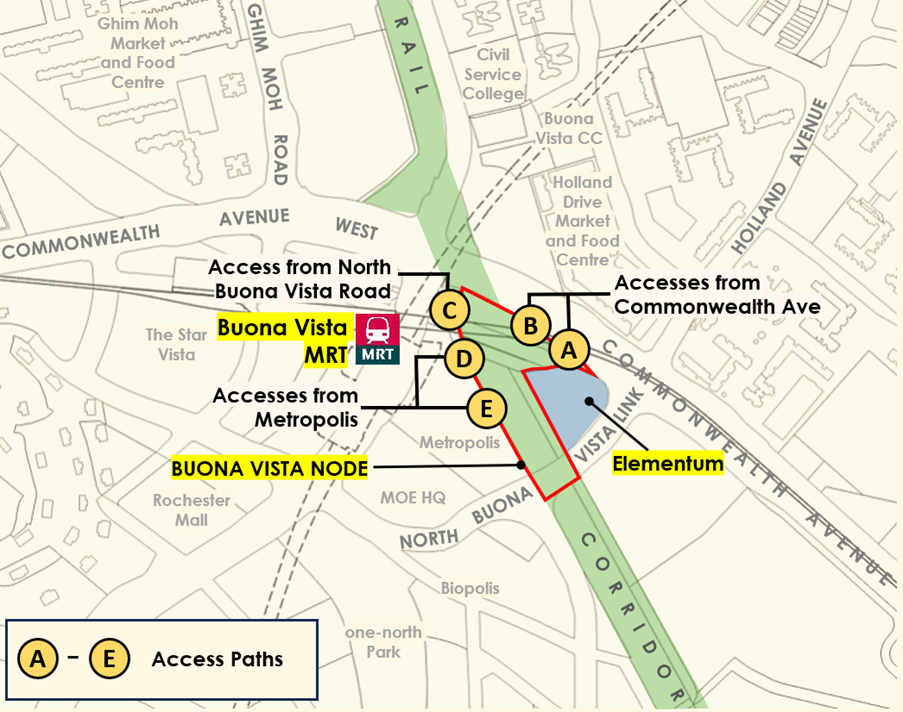 Ghim Moh
Market
and Food
Centre
GHIM MOH ROAD
RAIL
Civil
Service
College
Buona
Vista CC
Holland
Drive
Market
and Food
Centre
HOLLAND AVENUE
COMMONWEALTH AVENUE WEST
Access from North
Buona Vista Road
Accesses from
Commonwealth Ave
C
B
A
D
E
Buona Vista
MRT
MRT
The Star
Vista
Accesses from
Metropolis
Metropolis
COMMONWEALTH AVENUE
BUONA VISTA NODE
Elementum
Rochester
Mall
MOE HQ
NORTH BUONA VISTA LINK
CORRIDOR
Biopolis
one-north
Park
A - E Access Paths